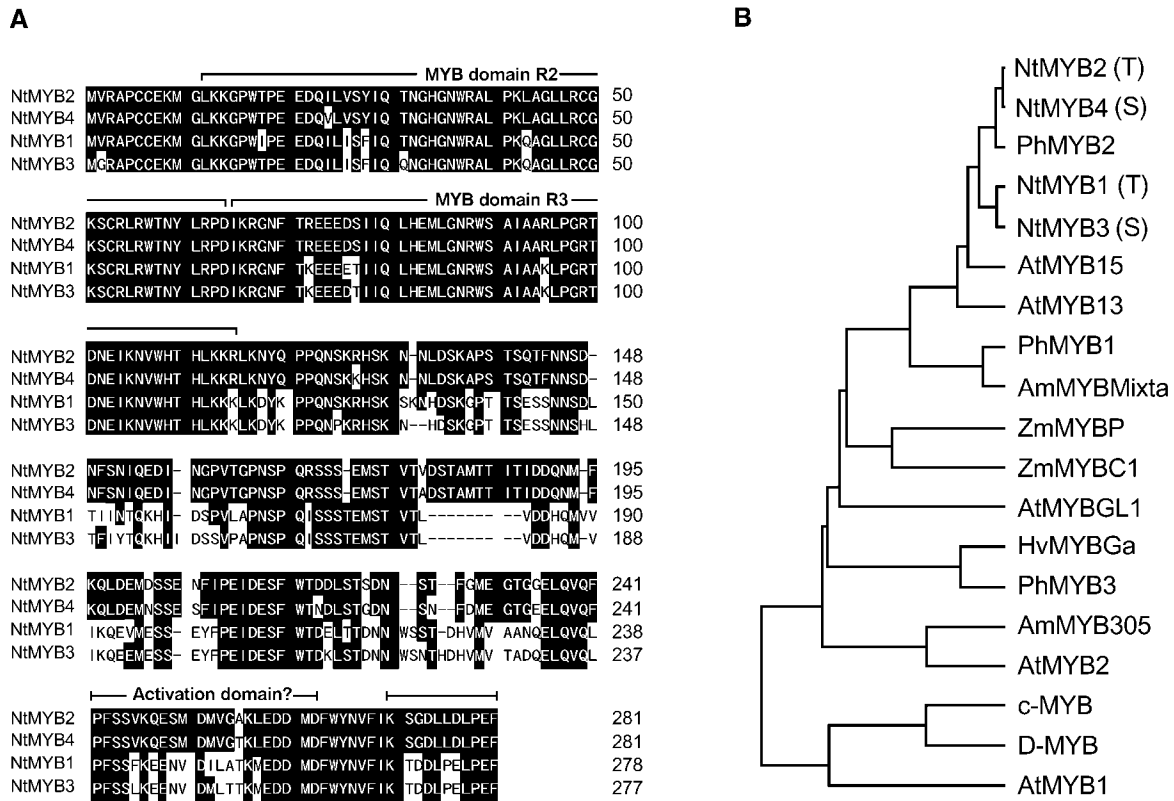 A
MYB domain R2
NtMYB2 MVRAPCCEKM GLKKGPWTPE EDQILVSYIQ TNGHGNWRAL PKLAGLLRCG 50
NtMYB4 MVRAPCCEKM GLKKGPWTPE EDQVLVSYIQ TNGHGNWRAL PKLAGLLRCG 50
NtMYB1 MVRAPCCEKM GLKKGPWIPE EDQILISFIQ TNGHGNWRAL PKQAGLLRCG 50
NtMYB3 MGRAPCCEKM GLKKGPWTPE EDQILISFIQ QNGHGNWRAL PKQAGLLRCG 50
MYB domain R3
NtMYB2 KSCRLRWTNY LRPDIKRGNF TREEEDSIIQ LHEMLGNRWS AIAARLPGRT 100
NtMYB4 KSCRLRWTNY LRPDIKRGNF TREEEDSIIQ LHEMLGNRWS AIAARLPGRT 100
NtMYB1 KSCRLRWTNY LRPDIKRGNF TKEEEETIIQ LHEMLGNRWS AIAAKLPGRT 100
NtMYB3 KSCRLRWTNY LRPDIKRGNF TKEEEDTIIQ LHEMLGNRWS AIAAKLPGRT 100
NtMYB2 DNEIKNVWHT HLKKRLKNYQ PPQNSKRHSK N-NLDSKAPS TSQTFNNSD- 148
NtMYB4 DNEIKNVWHT HLKKRLKNYQ PPQNSKKHSK N-NLDSKAPS TSQTFNNSD- 148
NtMYB1 DNEIKNVWHT HLKKKLKDYK PPQNSKRHSK SKNHDSKGPT TSESSNNSDL 150
NtMYB3 DNEIKNVWHT HLKKKLKDYK PPQNPKRHSK N--HDSKGPT TSESSNNSHL 148
NtMYB2 NFSNIQEDI- NGPVTGPNSP QRSSS-EMST VTVDSTAMTT ITIDDQNM-F 195
NtMYB4 NFSNIQEDI- NGPVTGPNSP QRSSS-EMST VTADSTAMTT ITIDDQNM-F 195
NtMYB1 TIINTQKHI- DSPVLAPNSP QISSSTEMST VTL------- -VDDHQMVV 190
NtMYB3 TFIYTQKHII DSSVPAPNSP QISSSTEMST VTL------- -VDDHQM-V 188
NtMYB2 KQLDEMDSSE NFIPEIDESF WTDDLSTSDN --ST--FGME GTGGELQVQF 241
NtMYB4 KQLDEMNSSE SFIPEIDESF WTNDLSTGDN --SN--FDME GTGEELQVQF 241
NtMYB1 IKQEVMESS- EYFPEIDESF WTDELTTDNN WSST-DHVMV AANQELQVQL 238
NtMYB3 IKQEEMESS- EYFPEIDESF WTDKLSTDNN WSNTHDHVMV TADQELQVQL 237
Activation domain?
NtMYB2 PFSSVKQESM DMVGAKLEDD MDFWYNVFIK SGDLLDLPEF 281
NtMYB4 PFSSVKQESM DMVGTKLEDD MDFWYNVFIK SGDLLDLPEF 281
NtMYB1 PFSSFKEENV DILATKMEDD MDFWYNVFIK TDDLPELPEF 278
NtMYB3 PFSSLKEENV DMLTTKMEDD MDFWYNVFIK TDDLPELPEF 277
B
NtMYB2 (T)
NtMYB4 (S)
PhMYB2
NtMYB1 (T)
NtMYB3 (S)
AtMYB15
AtMYB13
PhMYB1
AmMYBMixta
ZmMYBP
ZmMYBC1
AtMYBGL1
HvMYBGa
PhMYB3
AmMYB305
AtMYB2
c-MYB
D-MYB
AtMYB1